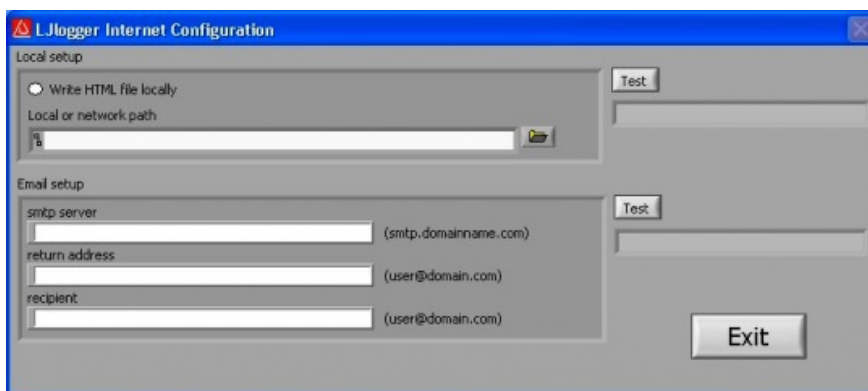 LJlogger Internet Configuration
Local setup
Write HTML file locally
Test
Local or network path
Email setup
smtp server
Test
(smtp.domainname.com)
return address
(user@domain.com)
recipient
(user@domain.com)
Exit